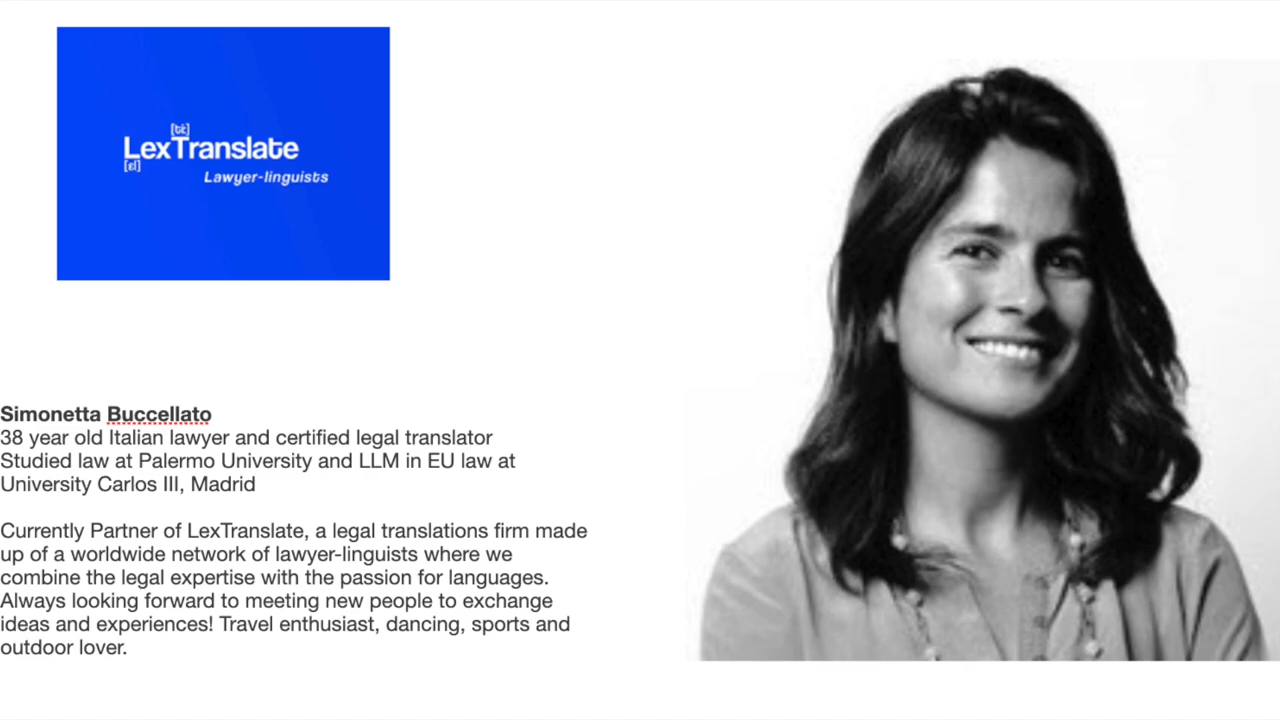 [tɛ]
LexTranslate
[εl]
Lawyer-linguists
Simonetta Buccellato
38 year old Italian lawyer and certified legal translator
Studied law at Palermo University and LLM in EU law at
University Carlos III, Madrid
Currently Partner of LexTranslate, a legal translations firm made
up of a worldwide network of lawyer-linguists where we
combine the legal expertise with the passion for languages.
Always looking forward to meeting new people to exchange
ideas and experiences! Travel enthusiast, dancing, sports and
outdoor lover.